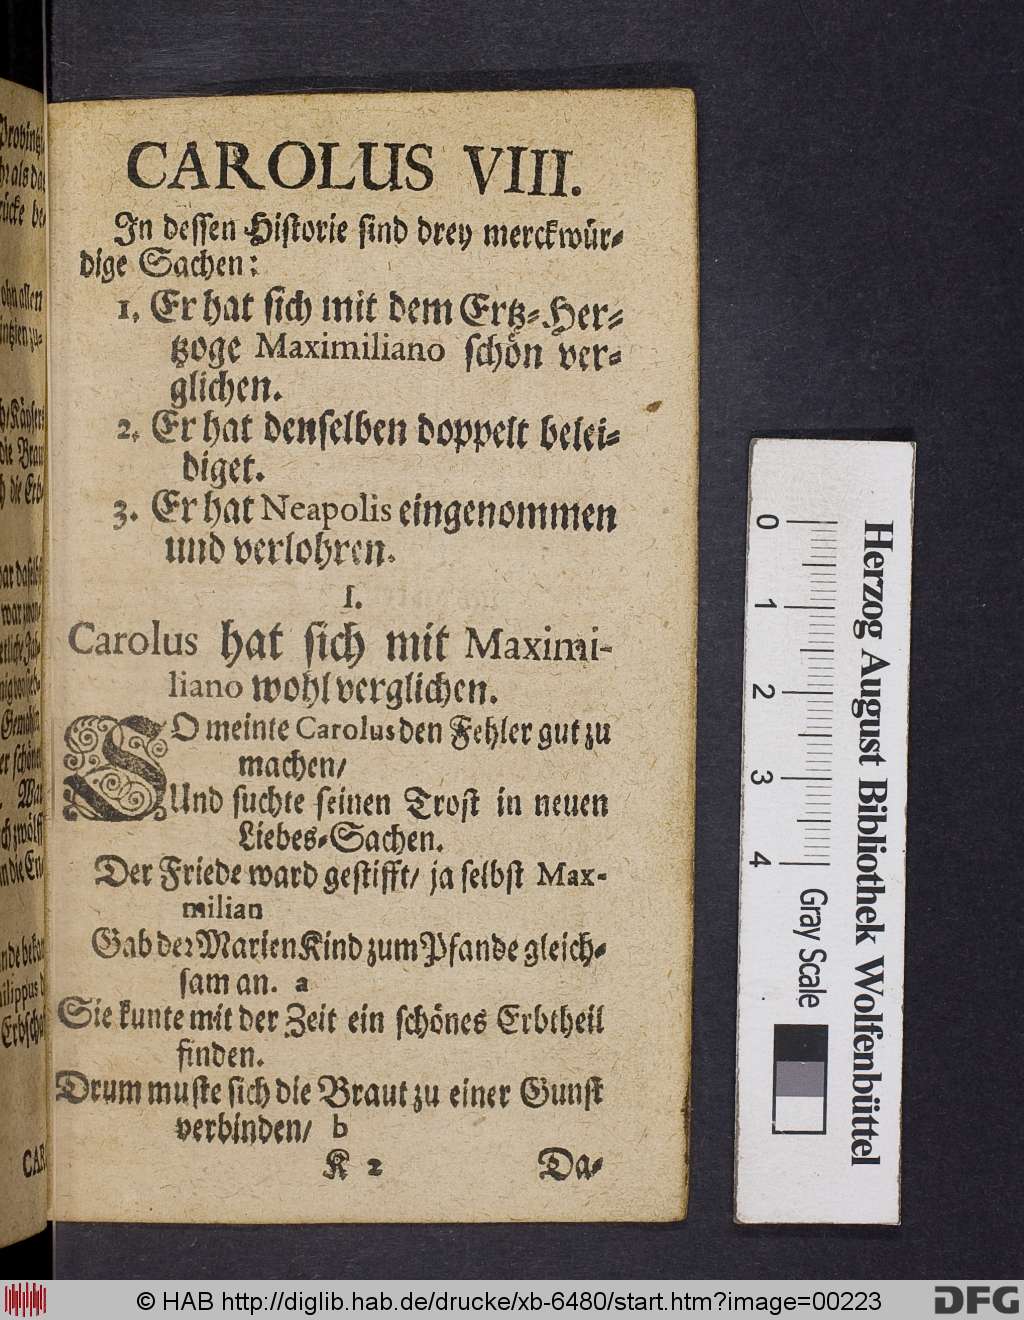 CAROLUS VIII.
In dessen Historie sind drey merckwür-
dige Sachen:
1. Er hat sich mit dem Ertz-Her-
tzoge Maximiliano schön ver-
glichen.
2. Er hat denselben doppelt belei-
diget.
3. Er hat Neapolis eingenommen
und verlohren.
I.
Carolus hat sich mit Maximi-
liano wohl verglichen.
SO meinte Carolus den Fehler gut zu
machen/
Und suchte seinen Trost in neuen
Liebes-Sachen.
Der Friede ward gestifft/ ja selbst Max-
milian
Gab der Marien Kind zum Pfande gleich-
sam an. a
Sie kunte mit der Zeit ein schönes Erbtheil
finden.
Drum muste sich die Braut zu einer Gunst
verbinden/ b
K 2 Da-
Herzog August Bibliothek Wolfenbüttel
0 1 2 3 4 Gray Scale
© HAB http://diglib.hab.de/drucke/xb-6480/start.htm?image=00223
DFG